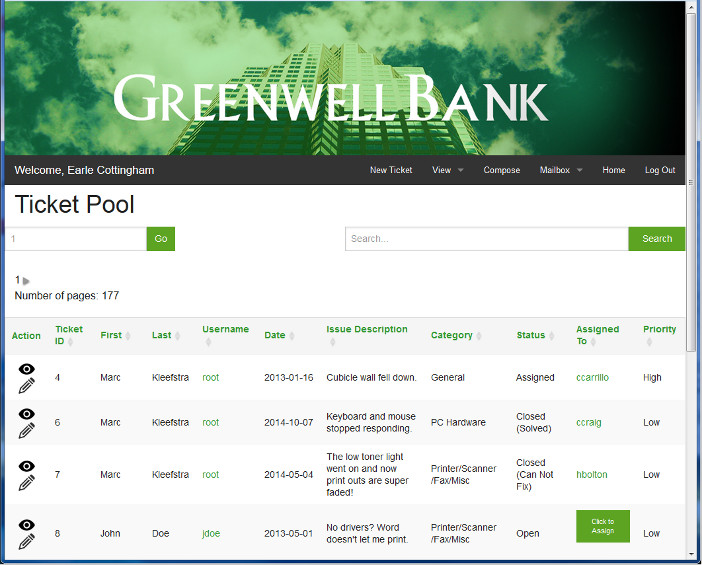 GREENWELL BANK
Welcome, Earle Cottingham New Ticket View Compose Mailbox Home Log Out
Ticket Pool
1 Go Search... Search
1
Number of pages: 177
Action Ticket ID First Last Username Date Issue Description Category Status Assigned To Priority
4 Marc Kleefstra root 2013-01-16 Cubicle wall fell down. General Assigned ccarrillo High
6 Marc Kleefstra root 2014-10-07 Keyboard and mouse stopped responding. PC Hardware Closed (Solved) ccraig Low
7 Marc Kleefstra root 2014-05-04 The low toner light went on and now print outs are super faded! Printer/Scanner /Fax/Misc Closed (Can Not Fix) hbolton Low
8 John Doe jdoe 2013-05-01 No drivers? Word doesn't let me print. Printer/Scanner /Fax/Misc Open Click to Assign Low